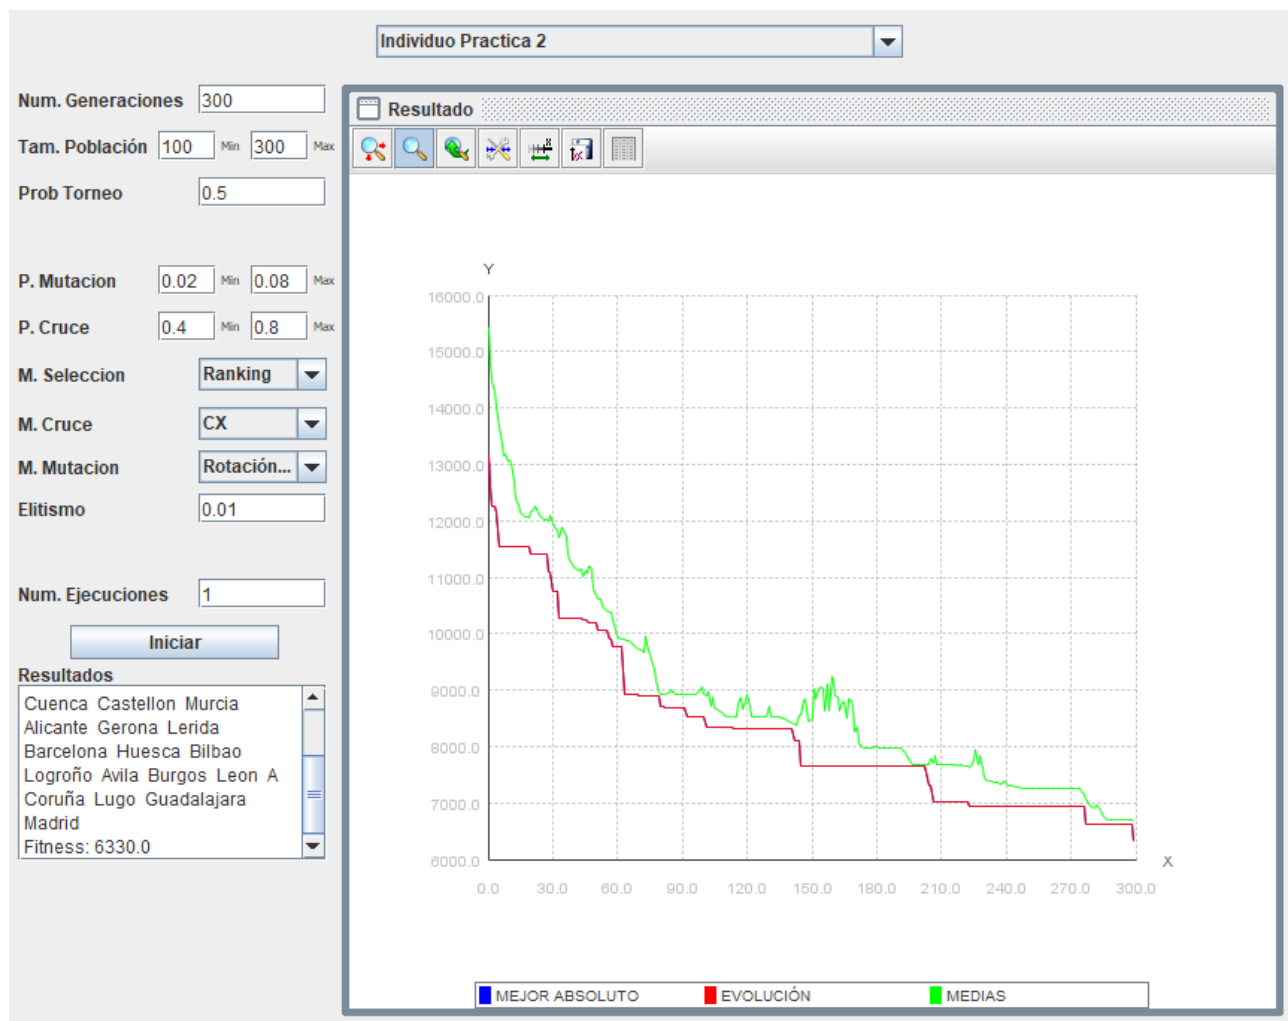 Individuo Practica 2
Num. Generaciones 300
Tam. Población 100 Min 300 Max
Prob Torneo 0.5
P. Mutacion 0.02 Min 0.08 Max
P. Cruce 0.4 Min 0.8 Max
M. Seleccion Ranking
M. Cruce CX
M. Mutacion Rotación...
Elitismo 0.01
Num. Ejecuciones 1
Iniciar
Resultados
Cuenca Castellon Murcia
Alicante Gerona Lerida
Barcelona Huesca Bilbao
Logroño Avila Burgos Leon A
Coruña Lugo Guadalajara
Madrid
Fitness: 6330.0
Resultado
Y
16000.0
15000.0
14000.0
13000.0
12000.0
11000.0
10000.0
9000.0
8000.0
7000.0
6000.0
X
0.0 30.0 60.0 90.0 120.0 150.0 180.0 210.0 240.0 270.0 300.0
MEJOR ABSOLUTO EVOLUCIÓN MEDIAS